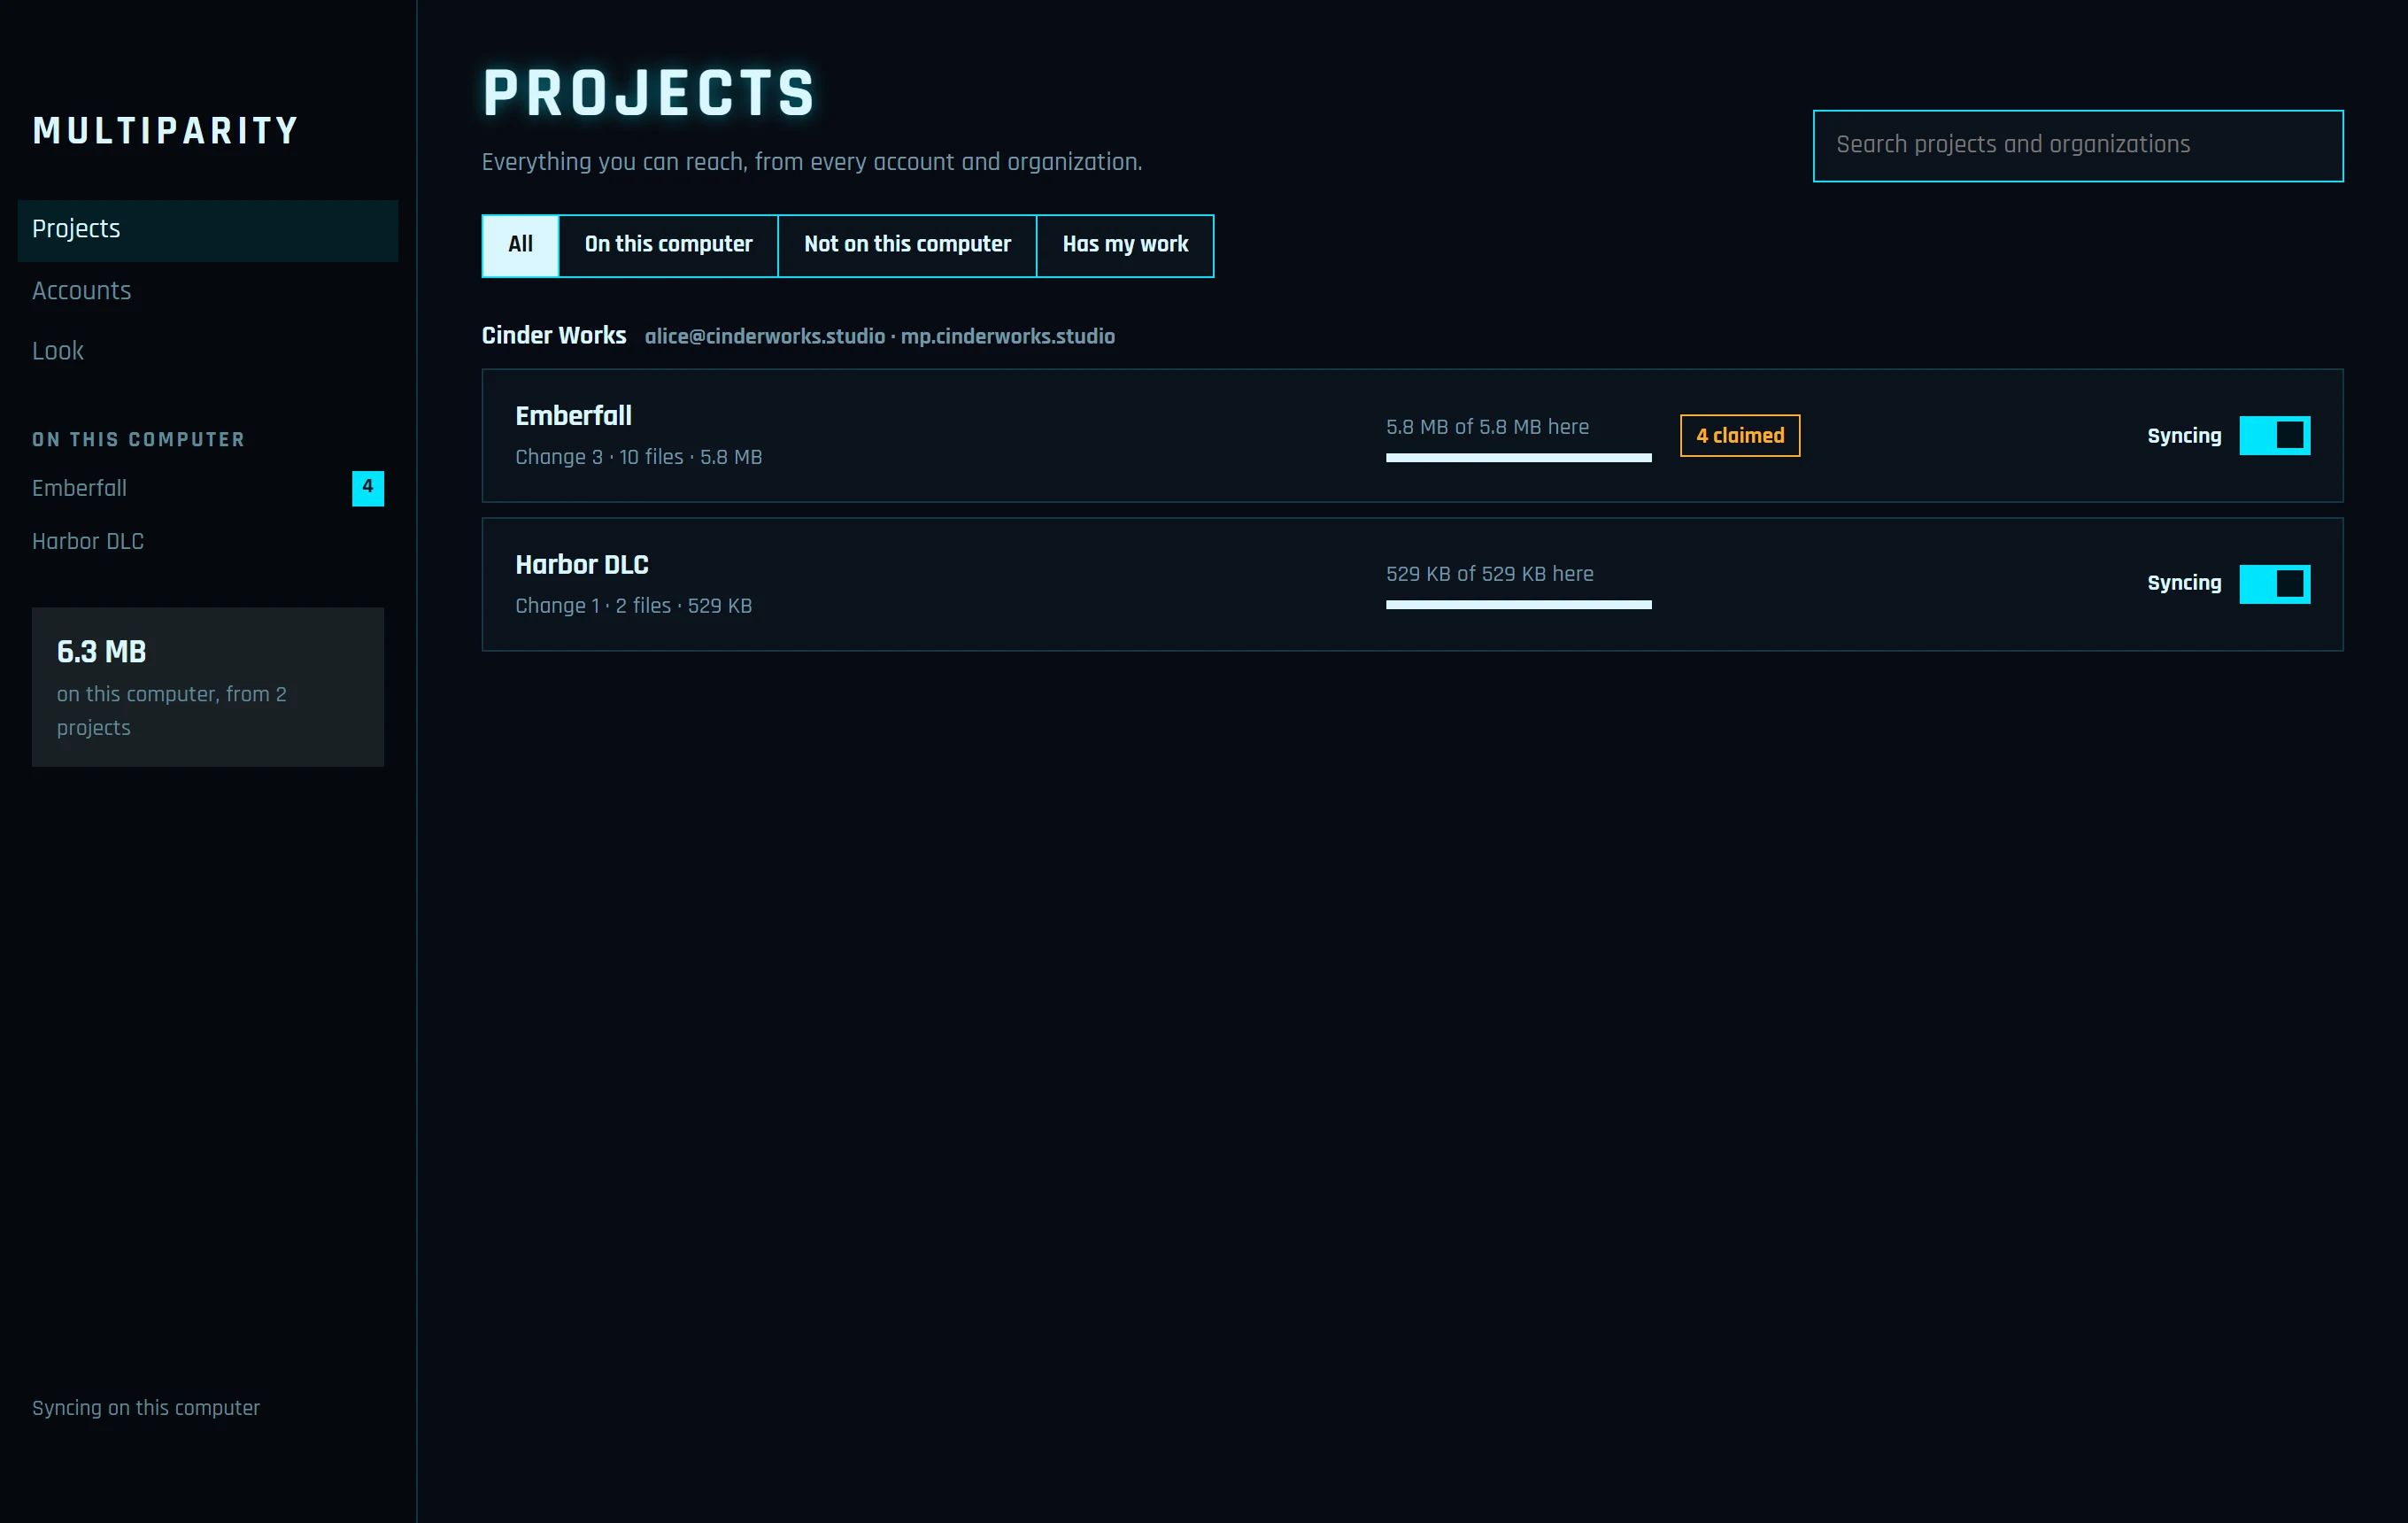 MULTIPARITY
Projects
Accounts
Look
ON THIS COMPUTER
Emberfall 4
Harbor DLC
6.3 MB
on this computer, from 2
projects
Syncing on this computer
PROJECTS
Everything you can reach, from every account and organization.
Search projects and organizations
All On this computer Not on this computer Has my work
Cinder Works alice@cinderworks.studio · mp.cinderworks.studio
Emberfall
Change 3 · 10 files · 5.8 MB
5.8 MB of 5.8 MB here
4 claimed
Syncing
Harbor DLC
Change 1 · 2 files · 529 KB
529 KB of 529 KB here
Syncing